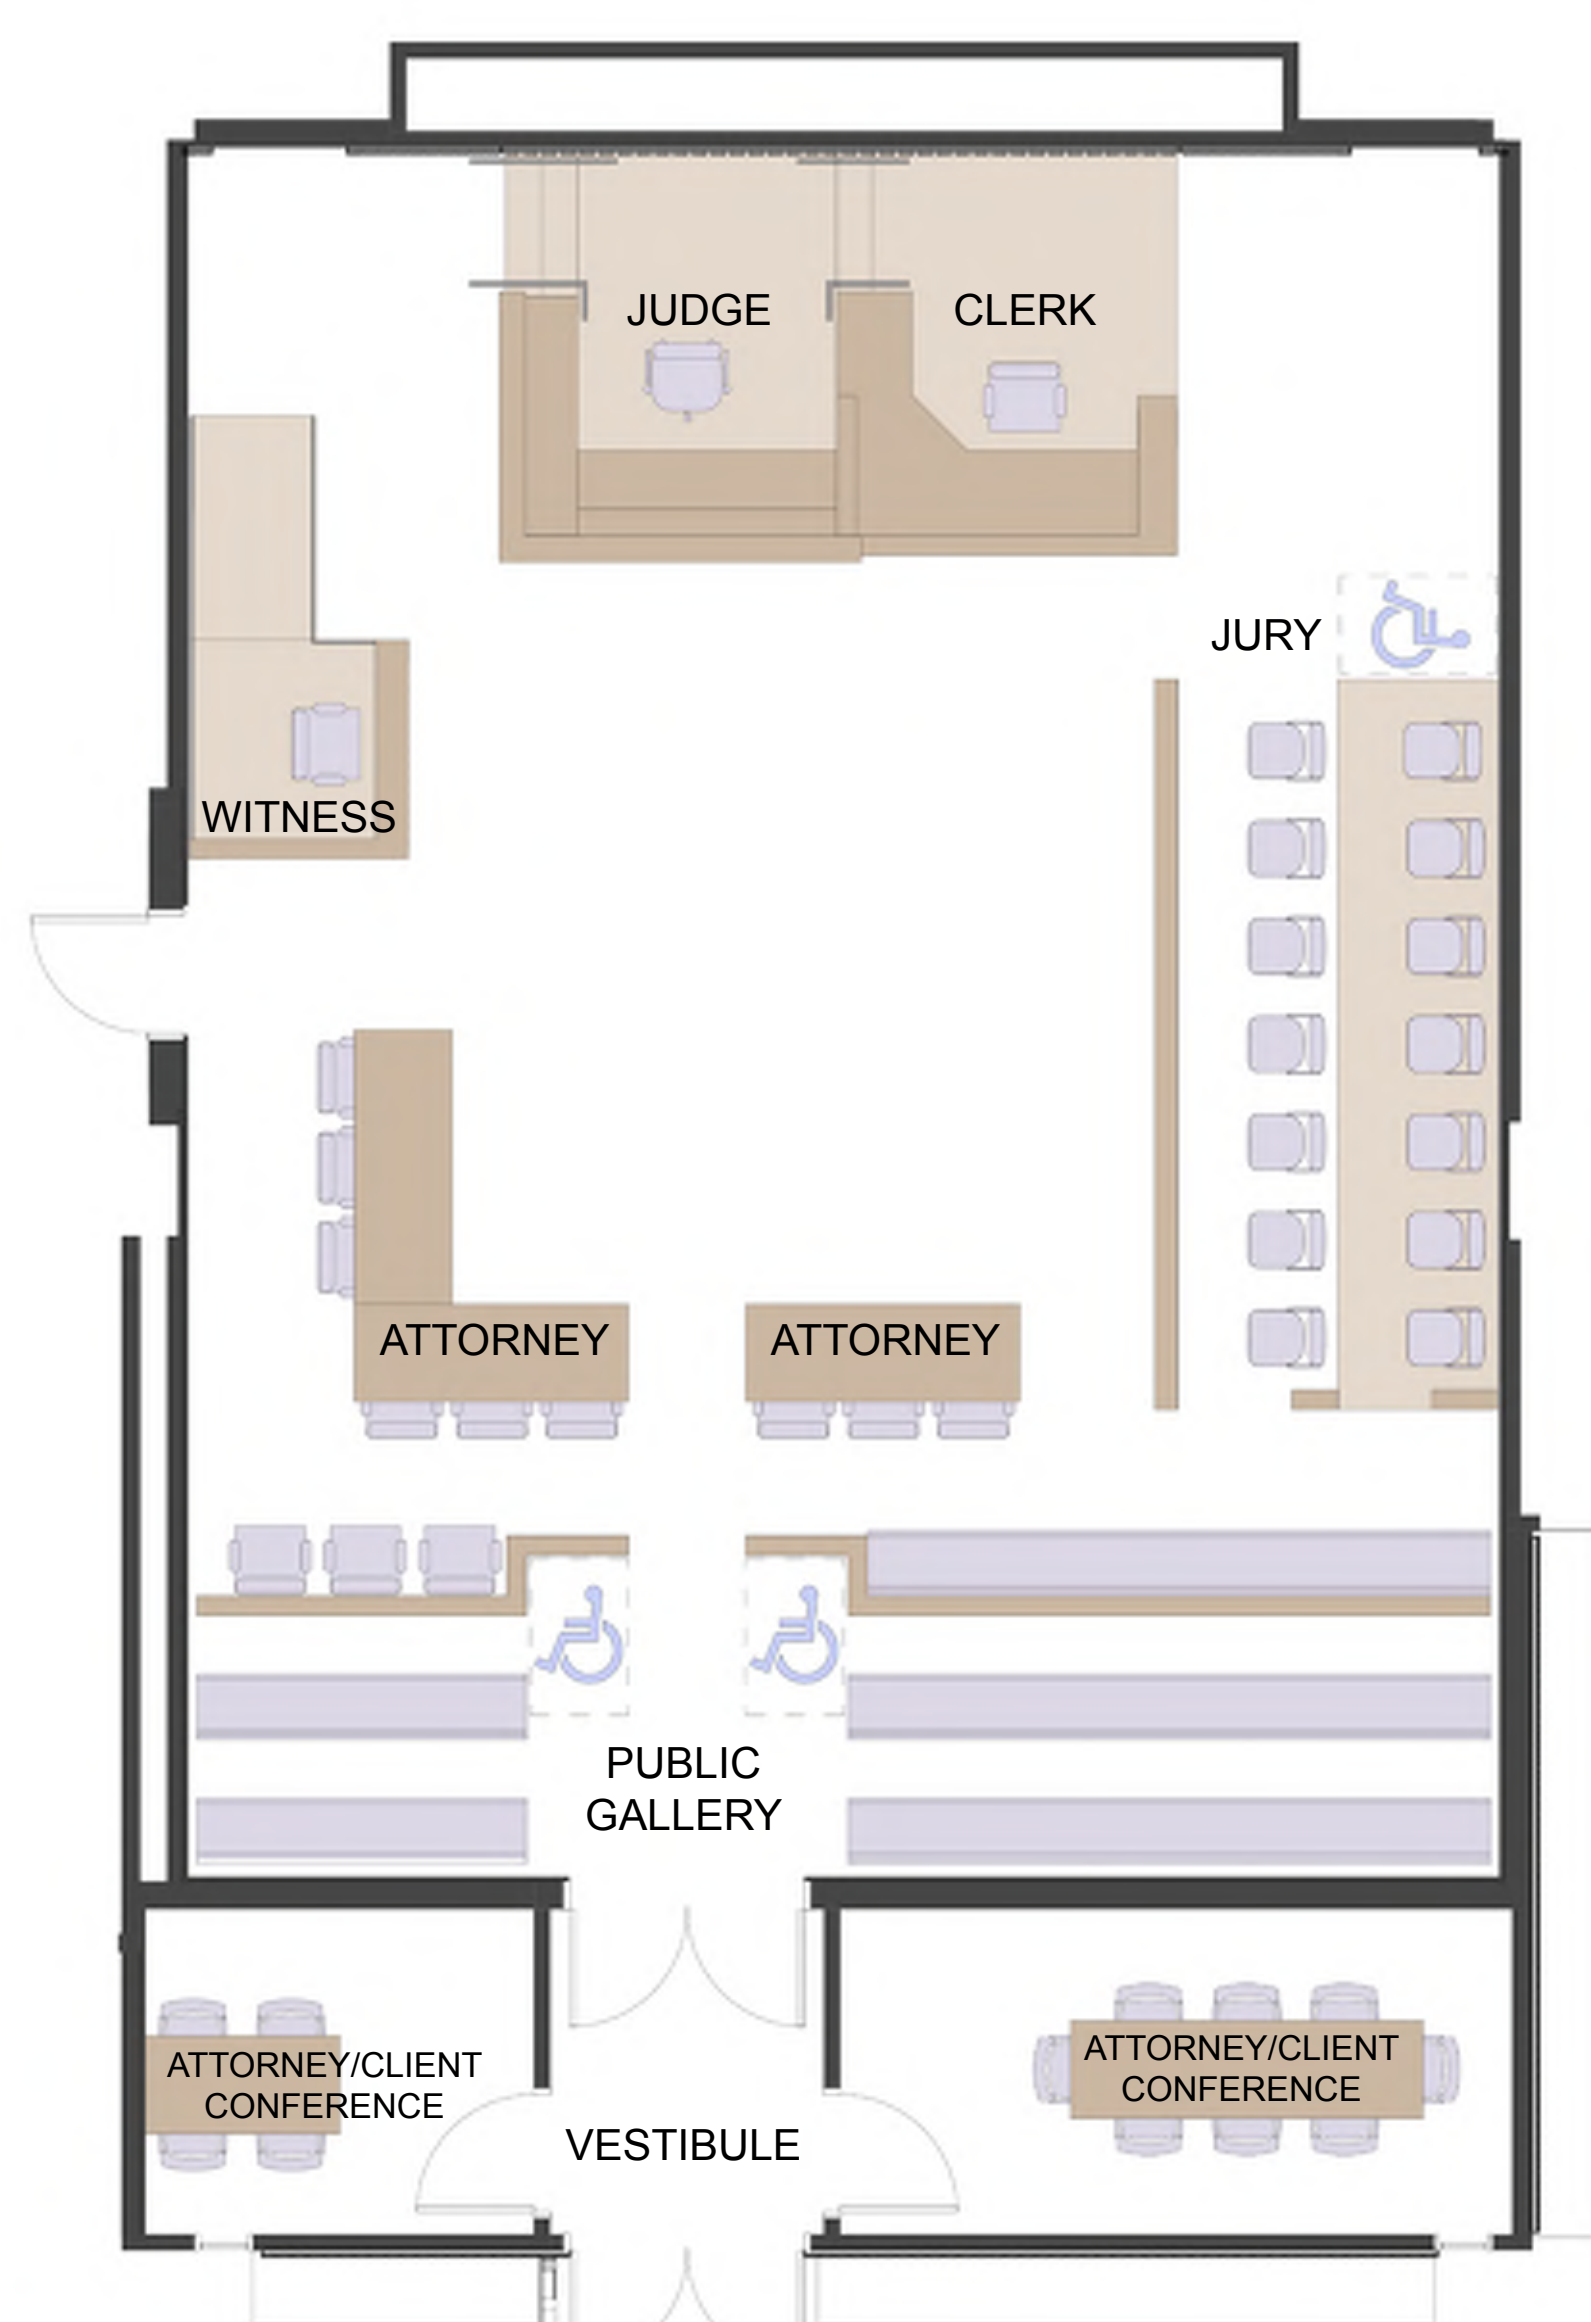 JUDGE
CLERK
JURY
WITNESS
ATTORNEY
ATTORNEY
PUBLIC
GALLERY
ATTORNEY/CLIENT
CONFERENCE
ATTORNEY/CLIENT
CONFERENCE
VESTIBULE